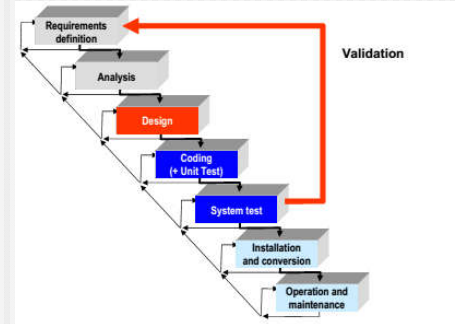 Requirements
definition
Validation
Analysis
Design
Coding
(+ Unit Test)
System test
Installation
and conversion
Operation and
maintenance